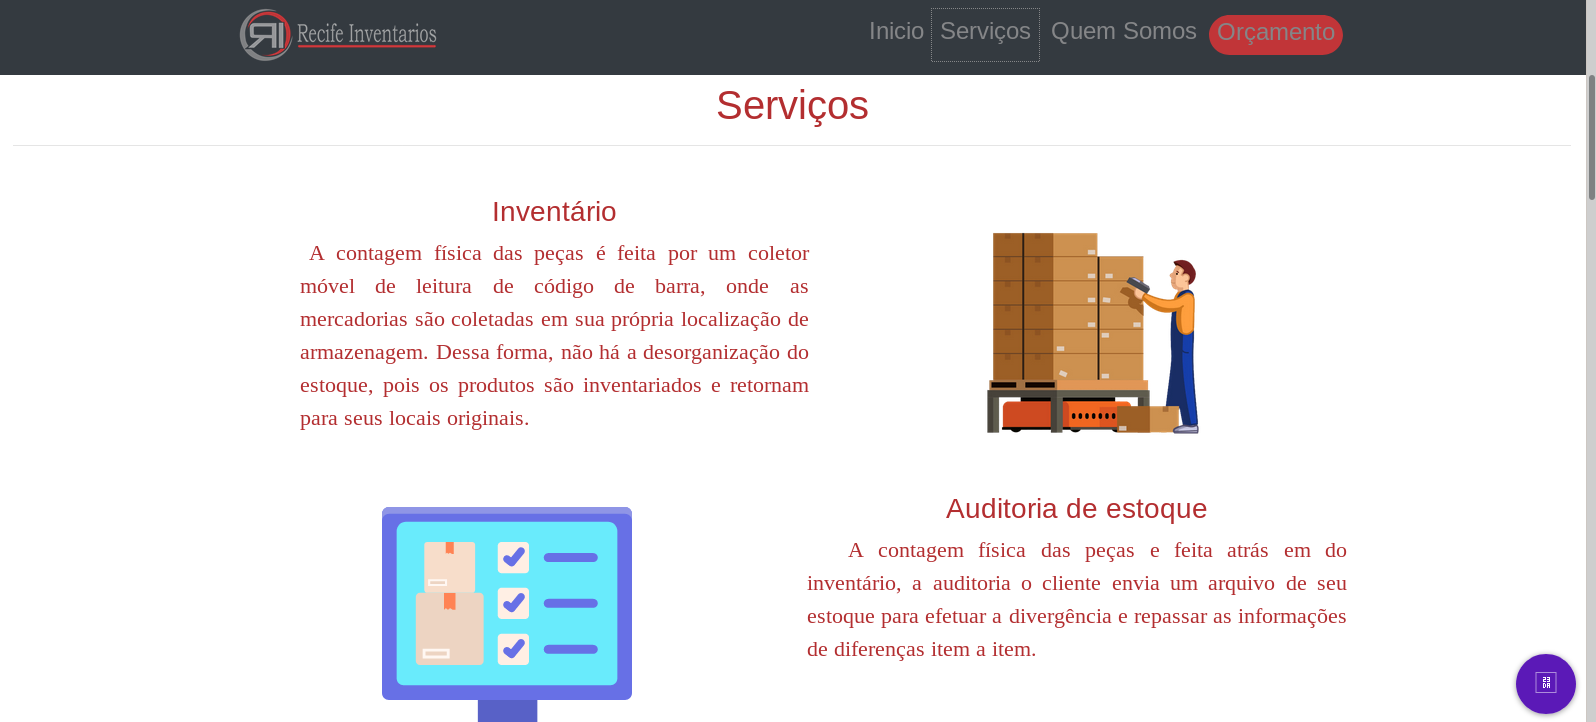 RI Recife Inventarios
Inicio Serviços Quem Somos Orçamento
Serviços
Inventário
A contagem física das peças é feita por um coletor
móvel de leitura de código de barra, onde as
mercadorias são coletadas em sua própria localização de
armazenagem. Dessa forma, não há a desorganização do
estoque, pois os produtos são inventariados e retornam
para seus locais originais.
Auditoria de estoque
A contagem física das peças e feita atrás em do
inventário, a auditoria o cliente envia um arquivo de seu
estoque para efetuar a divergência e repassar as informações
de diferenças item a item.